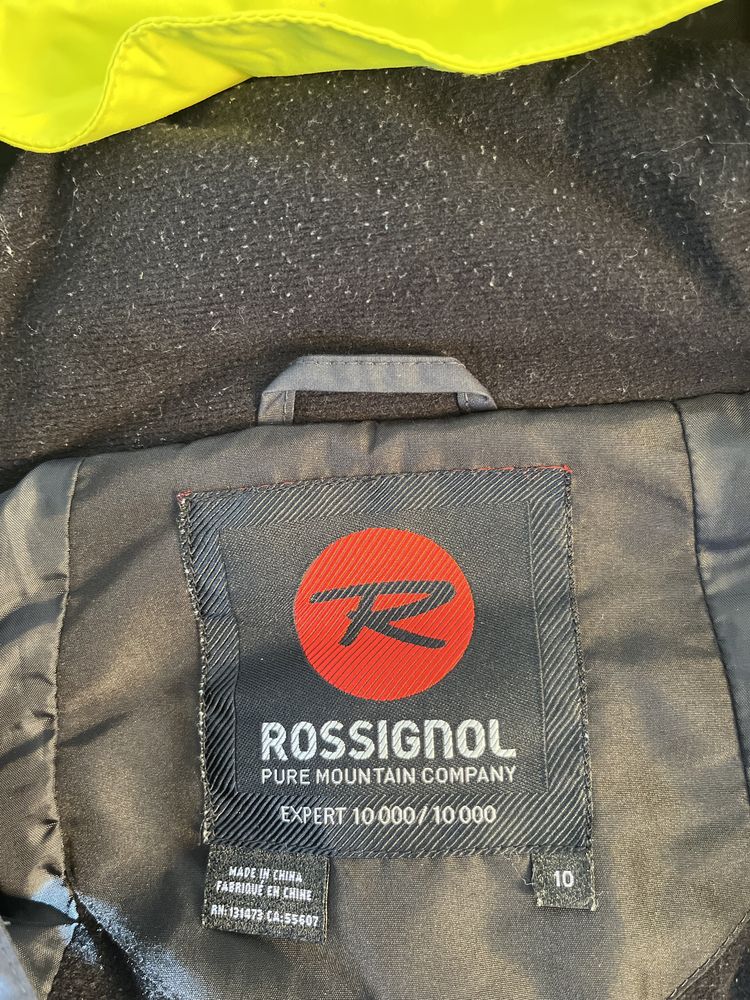 R
ROSSIGNOL
PURE MOUNTAIN COMPANY
EXPERT 10 000/10 000
MADE IN CHINA
FABRIQUÉ EN CHINE
RN: 131473 CA:55607
10